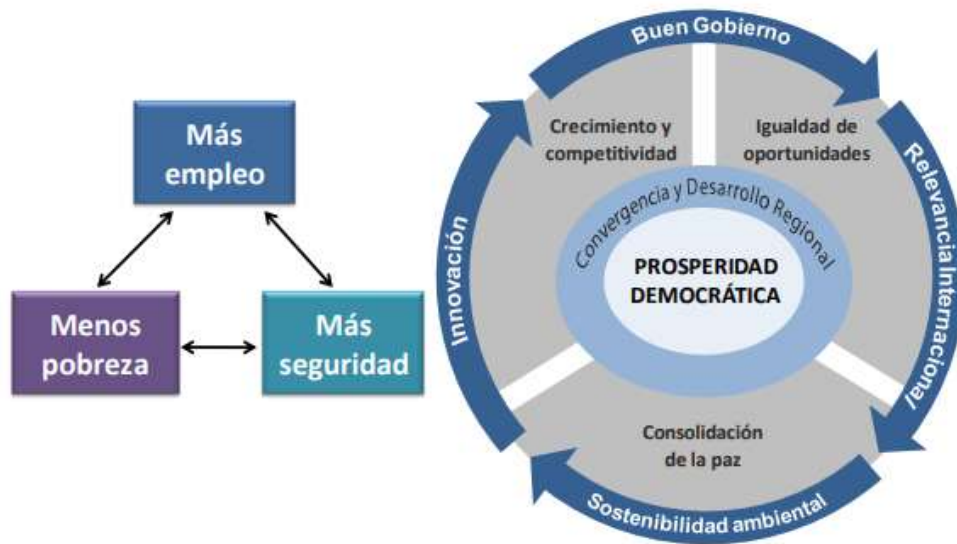 Más
empleo
Menos
pobreza
Más
seguridad
Buen Gobierno
Crecimiento y
competitividad
Igualdad de
oportunidades
Innovación
Relevancia Internacional
Convergencia y Desarrollo Regional
PROSPERIDAD
DEMOCRÁTICA
Consolidación
de la paz
Sostenibilidad ambiental